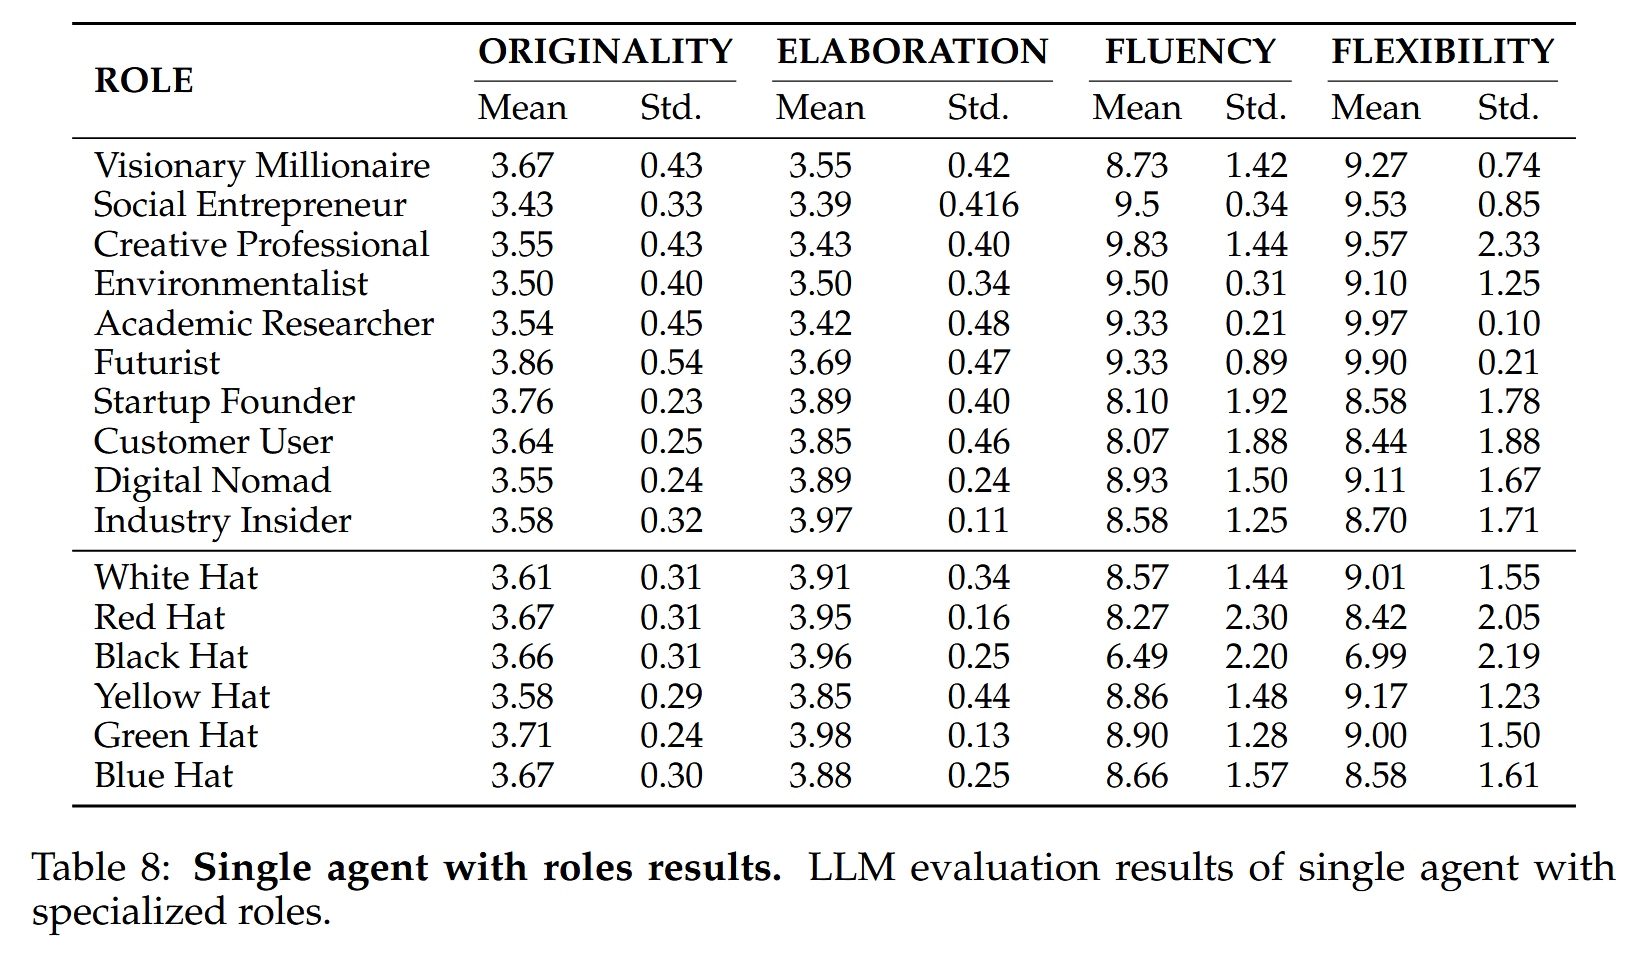 ROLE ORIGINALITY ELABORATION FLUENCY FLEXIBILITY
Mean Std. Mean Std. Mean Std. Mean Std.
Visionary Millionaire 3.67 0.43 3.55 0.42 8.73 1.42 9.27 0.74
Social Entrepreneur 3.43 0.33 3.39 0.416 9.5 0.34 9.53 0.85
Creative Professional 3.55 0.43 3.43 0.40 9.83 1.44 9.57 2.33
Environmentalist 3.50 0.40 3.50 0.34 9.50 0.31 9.10 1.25
Academic Researcher 3.54 0.45 3.42 0.48 9.33 0.21 9.97 0.10
Futurist 3.86 0.54 3.69 0.47 9.33 0.89 9.90 0.21
Startup Founder 3.76 0.23 3.89 0.40 8.10 1.92 8.58 1.78
Customer User 3.64 0.25 3.85 0.46 8.07 1.88 8.44 1.88
Digital Nomad 3.55 0.24 3.89 0.24 8.93 1.50 9.11 1.67
Industry Insider 3.58 0.32 3.97 0.11 8.58 1.25 8.70 1.71
White Hat 3.61 0.31 3.91 0.34 8.57 1.44 9.01 1.55
Red Hat 3.67 0.31 3.95 0.16 8.27 2.30 8.42 2.05
Black Hat 3.66 0.31 3.96 0.25 6.49 2.20 6.99 2.19
Yellow Hat 3.58 0.29 3.85 0.44 8.86 1.48 9.17 1.23
Green Hat 3.71 0.24 3.98 0.13 8.90 1.28 9.00 1.50
Blue Hat 3.67 0.30 3.88 0.25 8.66 1.57 8.58 1.61
Table 8: Single agent with roles results. LLM evaluation results of single agent with
specialized roles.